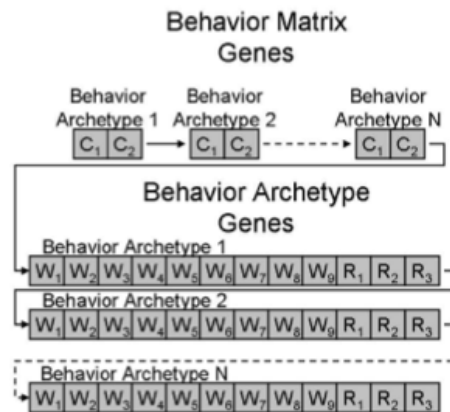 Behavior Matrix
Genes
Behavior Behavior Behavior
Archetype 1 Archetype 2 Archetype N
C₁ C₂ C₁ C₂ C₁ C₂
Behavior Archetype
Genes
Behavior Archetype 1
W₁ W₂ W₃ W₄ W₅ W₆ W₇ W₈ W₉ R₁ R₂ R₃
Behavior Archetype 2
W₁ W₂ W₃ W₄ W₅ W₆ W₇ W₈ W₉ R₁ R₂ R₃
Behavior Archetype N
W₁ W₂ W₃ W₄ W₅ W₆ W₇ W₈ W₉ R₁ R₂ R₃